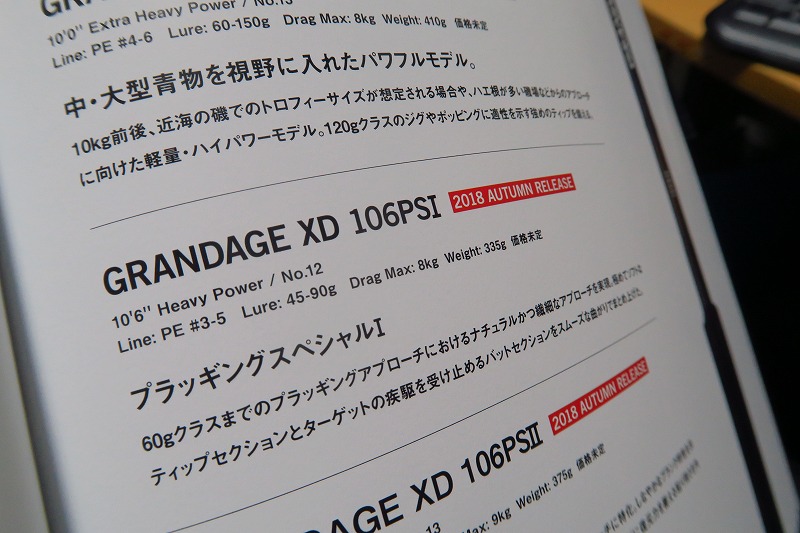 10'0" Extra Heavy Power / No.13
Line: PE #4-6 Lure: 60-150g Drag Max: 8kg Weight: 410g 価格未定
中・大型青物を視野に入れたパワフルモデル。
10kg前後、近海の磯でのトロフィーサイズが想定される場合や、ハエ根が多い磯場などからのアプローチ
に向けた軽量・ハイパワーモデル。120gクラスのジグやポッピングに適性を示す強めのティップを備える。
GRANDAGE XD 106PSI 2018 AUTUMN RELEASE
10'6" Heavy Power / No.12
Line: PE #3-5 Lure: 45-90g Drag Max: 8kg Weight: 335g 価格未定
プラッギングスペシャルI
60gクラスまでのプラッギングアプローチにおけるナチュラルかつ繊細なアプローチを実現。極めてソフトな
ティップセクションとターゲットの疾駆を受け止めるバットセクションをスムーズな曲がりでまとめ上げた。
DAGE XD 106PSII 2018 AUTUMN RELEASE
13
Max: 9kg Weight: 375g 価格未定